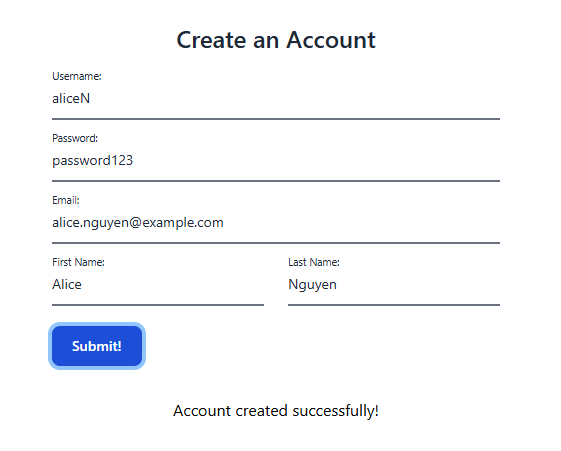 Create an Account
Username:
aliceN
Password:
password123
Email:
alice.nguyen@example.com
First Name: Last Name:
Alice Nguyen
Submit!
Account created successfully!